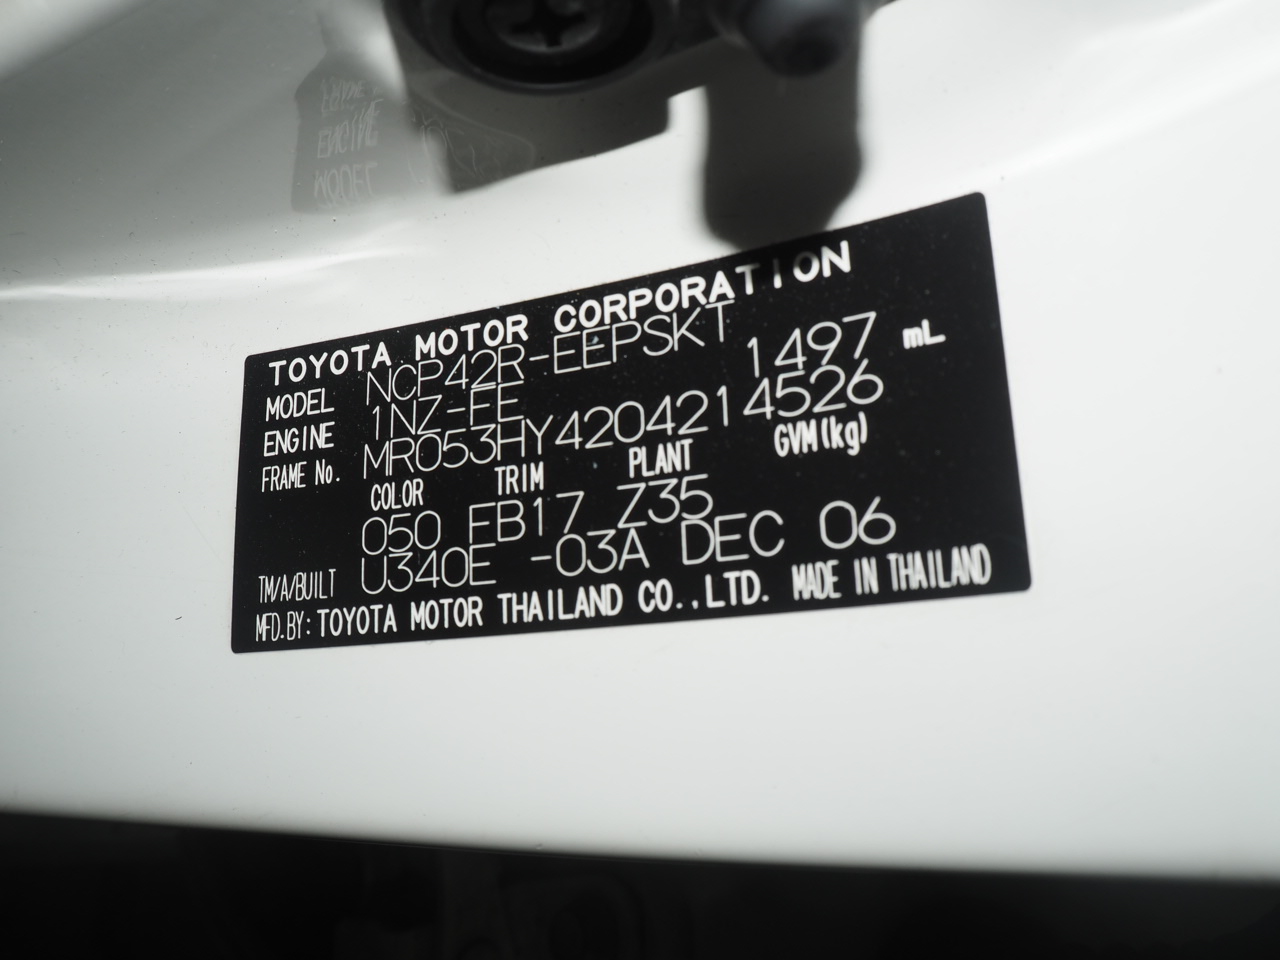 TOYOTA MOTOR CORPORATION
MODEL NCP42R-EEPSKT
ENGINE 1NZ-FE 1497 mL
FRAME No. MR053HY4204214526
COLOR TRIM PLANT GVM(kg)
050 FB17 Z35
TM/A/BUILT U340E -03A DEC 06
MFD.BY: TOYOTA MOTOR THAILAND CO.,LTD. MADE IN THAILAND